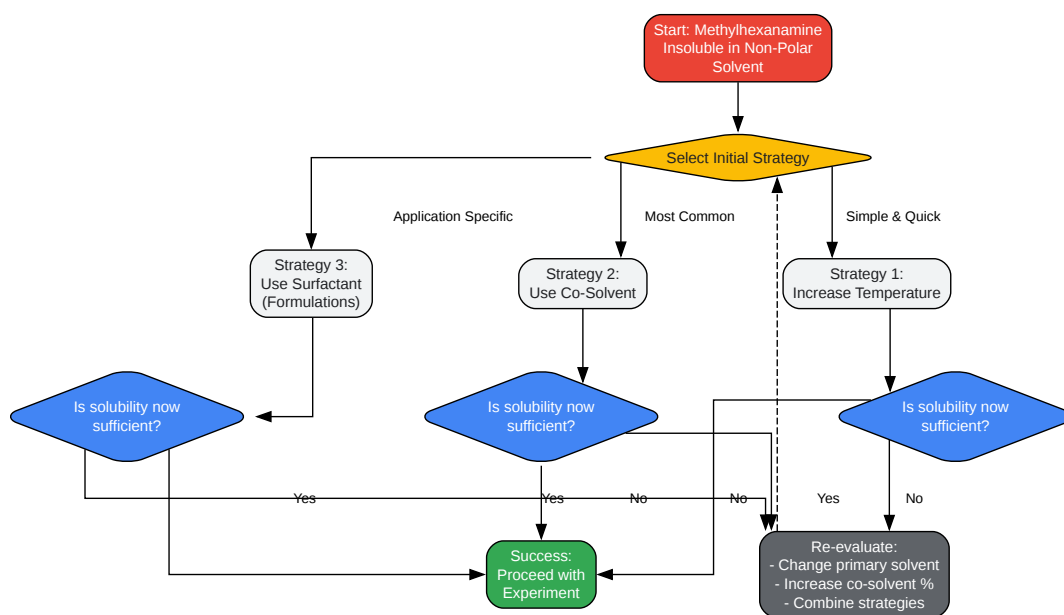 Start: Methylhexanamine
Insoluble in Non-Polar
Solvent
Select Initial Strategy
Application Specific
Most Common
Simple & Quick
Strategy 3:
Use Surfactant
(Formulations)
Strategy 2:
Use Co-Solvent
Strategy 1:
Increase Temperature
Is solubility now
sufficient?
Is solubility now
sufficient?
Is solubility now
sufficient?
Yes
Yes
No
No
Yes
No
Success:
Proceed with
Experiment
Re-evaluate:
- Change primary solvent
- Increase co-solvent %
- Combine strategies